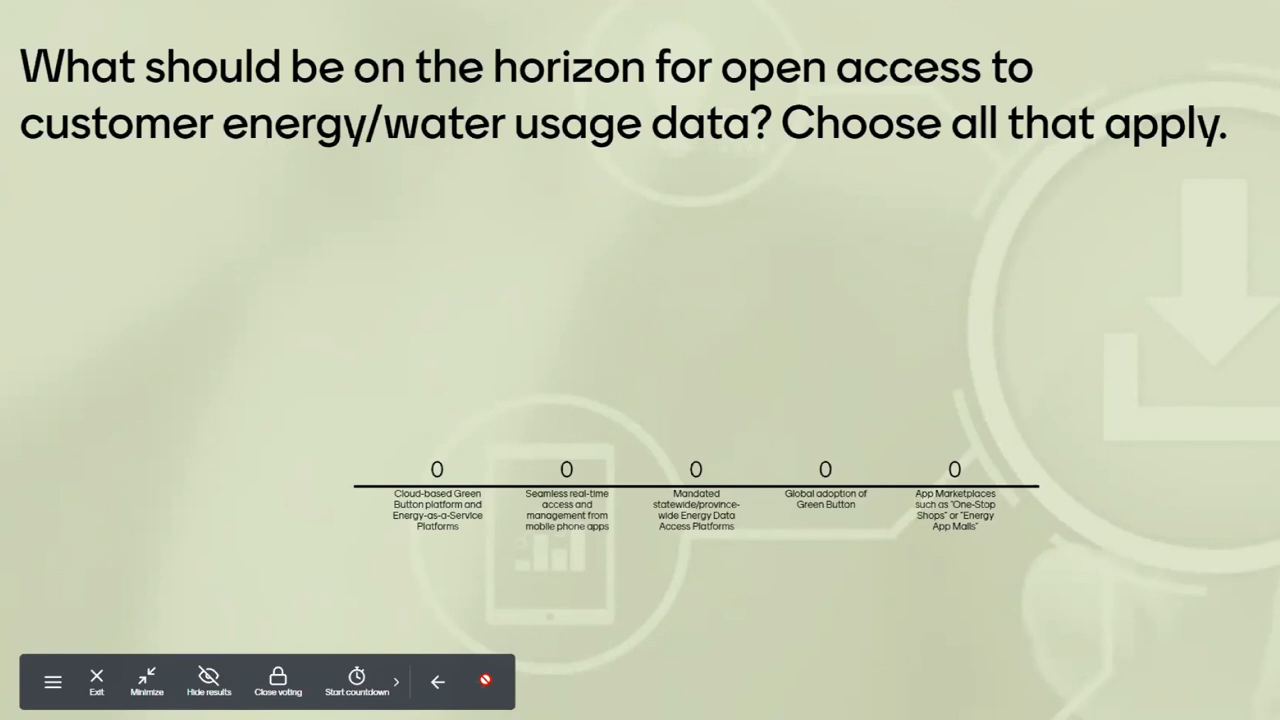 What should be on the horizon for open access to
customer energy/water usage data? Choose all that apply.
0 0 0 0 0
Cloud-based Green
Button platform and
Energy-as-a-Service
Platforms
Seamless real-time
access and
management from
mobile phone apps
Mandated
statewide/province-
wide Energy Data
Access Platforms
Global adoption of
Green Button
App Marketplaces
such as "One-Stop
Shops" or "Energy
App Malls"
Exit
Minimize
Hide results
Close voting
Start countdown